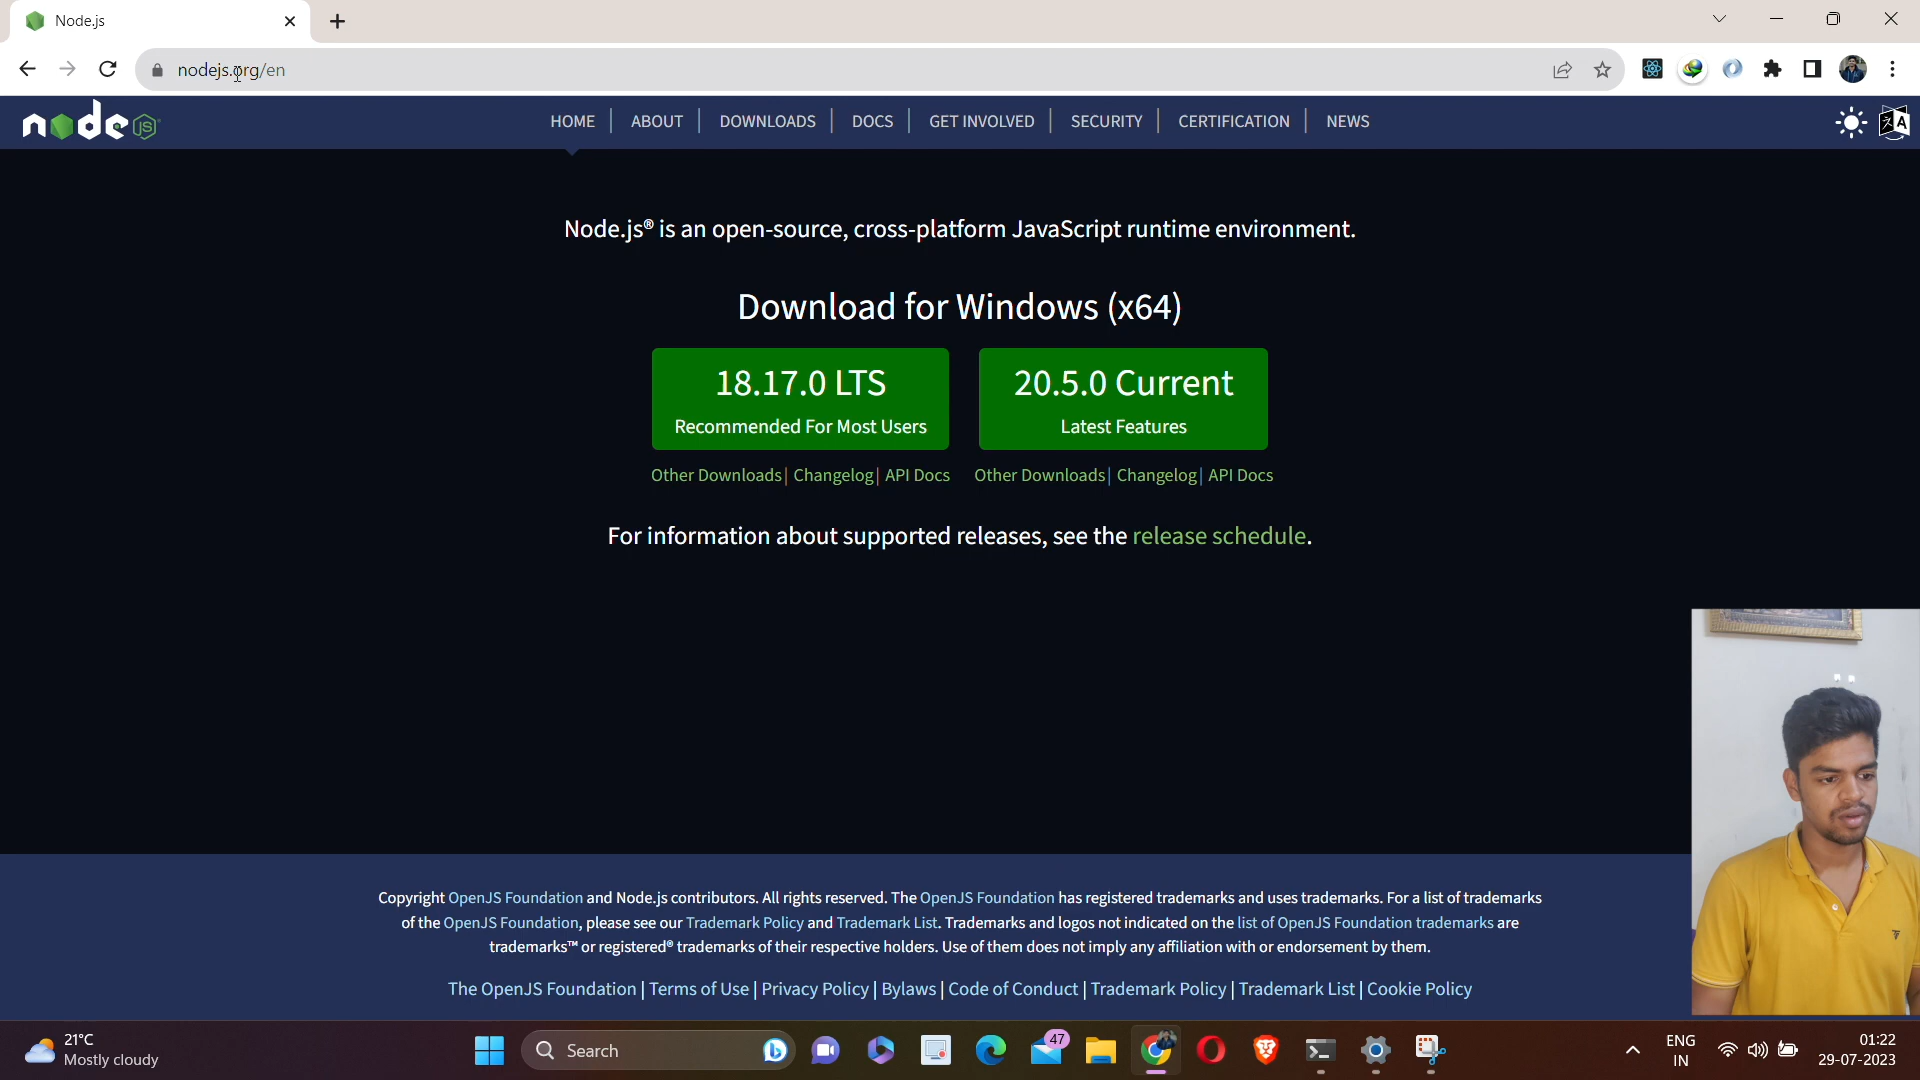 Node.js
nodejs.org/en
node JS
HOME | ABOUT | DOWNLOADS | DOCS | GET INVOLVED | SECURITY | CERTIFICATION | NEWS
Node.js® is an open-source, cross-platform JavaScript runtime environment.
Download for Windows (x64)
18.17.0 LTS
Recommended For Most Users
20.5.0 Current
Latest Features
Other Downloads | Changelog | API Docs
Other Downloads | Changelog | API Docs
For information about supported releases, see the release schedule.
Copyright OpenJS Foundation and Node.js contributors. All rights reserved. The OpenJS Foundation has registered trademarks and uses trademarks. For a list of trademarks
of the OpenJS Foundation, please see our Trademark Policy and Trademark List. Trademarks and logos not indicated on the list of OpenJS Foundation trademarks are
trademarks™ or registered® trademarks of their respective holders. Use of them does not imply any affiliation with or endorsement by them.
The OpenJS Foundation | Terms of Use | Privacy Policy | Bylaws | Code of Conduct | Trademark Policy | Trademark List | Cookie Policy
21°C
Mostly cloudy
Search
47
ENG
IN
01:22
29-07-2023